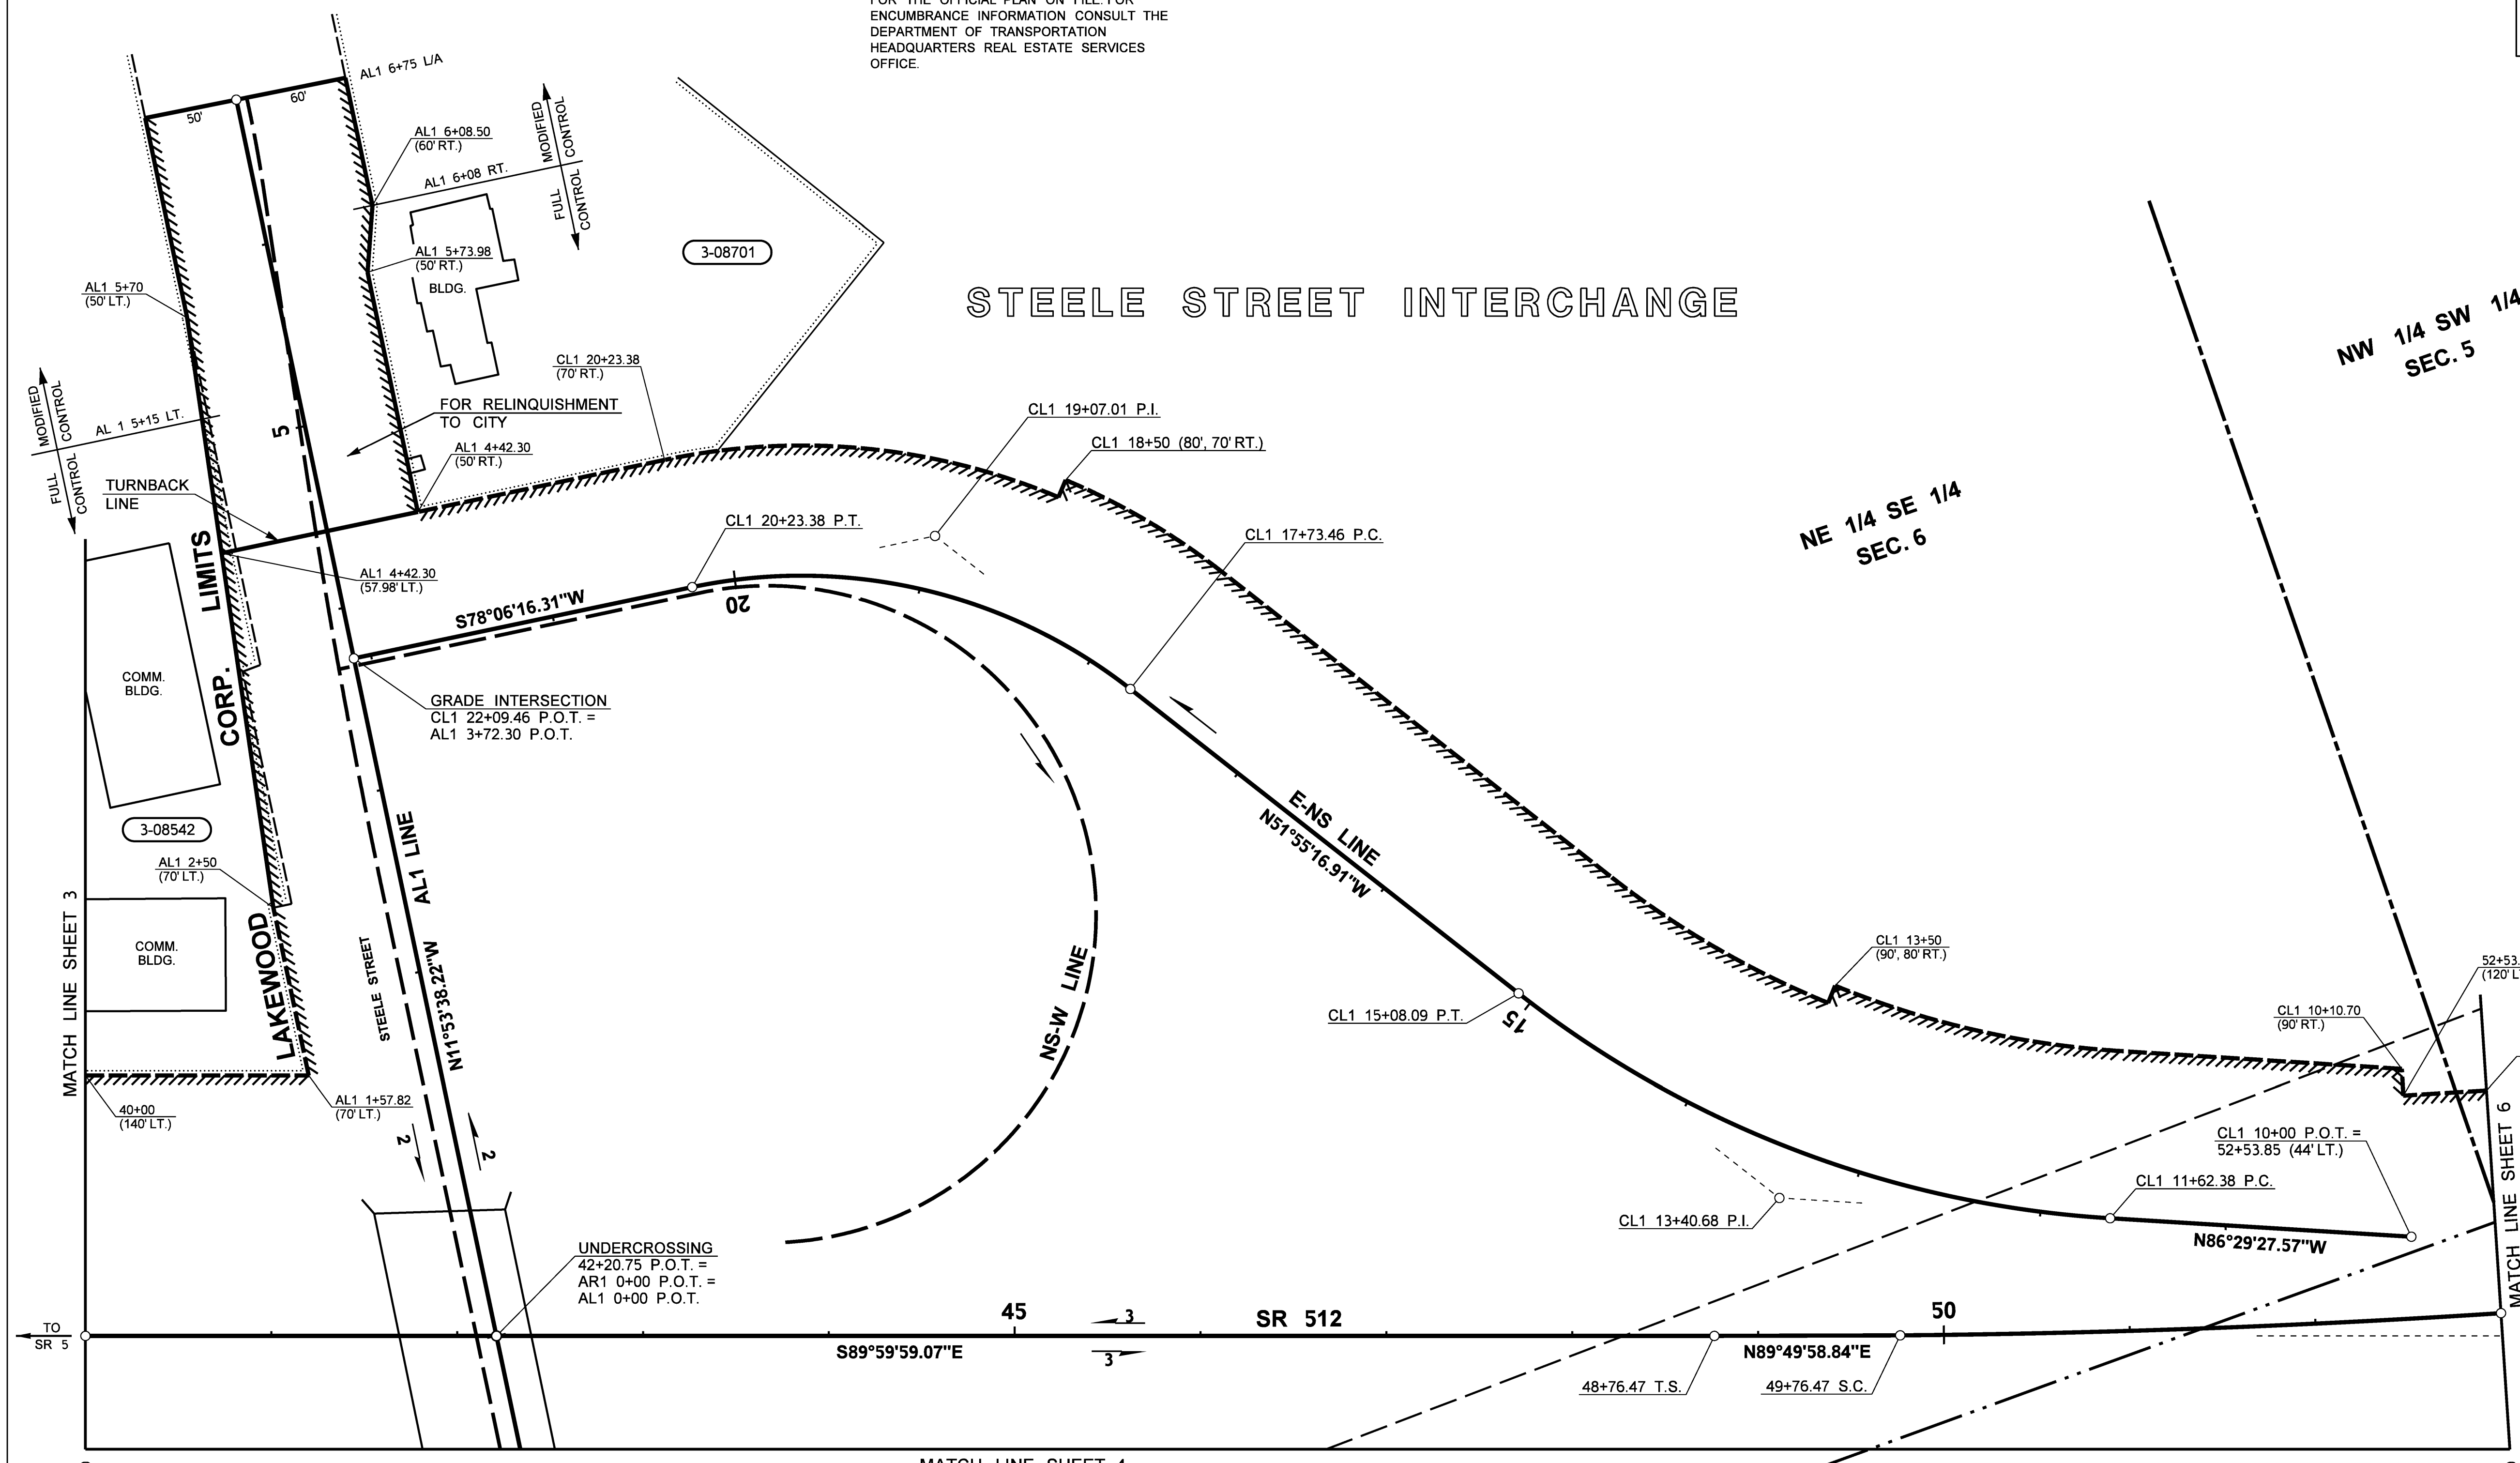 ENCUMBRANCE INFORMATION CONSULT THE
DEPARTMENT OF TRANSPORTATION
HEADQUARTERS REAL ESTATE SERVICES
OFFICE.
AL1 6+75 L/A
60'
50'
MODIFIED CONTROL
FULL CONTROL
AL1 6+08.50
(60' RT.)
AL1 6+08 RT.
AL1 5+73.98
(50' RT.)
BLDG.
3-08701
AL1 5+70
(50' LT.)
STEELE STREET INTERCHANGE
NW 1/4 SW 1/4
SEC. 5
CL1 20+23.38
(70' RT.)
MODIFIED CONTROL
FULL CONTROL
AL 1 5+15 LT.
5
FOR RELINQUISHMENT
TO CITY
CL1 19+07.01 P.I.
CL1 18+50 (80', 70' RT.)
AL1 4+42.30
(50' RT.)
TURNBACK
LINE
NE 1/4 SE 1/4
SEC. 6
CL1 20+23.38 P.T.
CL1 17+73.46 P.C.
AL1 4+42.30
(57.98' LT.)
S78°06'16.31"W
20
LAKEWOOD CORP. LIMITS
COMM.
BLDG.
GRADE INTERSECTION
CL1 22+09.46 P.O.T. =
AL1 3+72.30 P.O.T.
3-08542
AL1 LINE
E-NS LINE
N51°55'16.91"W
AL1 2+50
(70' LT.)
MATCH LINE SHEET 3
COMM.
BLDG.
STEELE STREET
N11°53'38.22"W
NS-W LINE
CL1 13+50
(90', 80' RT.)
52+53.
(120' L
CL1 15+08.09 P.T.
15
CL1 10+10.70
(90' RT.)
AL1 1+57.82
(70' LT.)
40+00
(140' LT.)
2
2
CL1 10+00 P.O.T. =
52+53.85 (44' LT.)
CL1 11+62.38 P.C.
CL1 13+40.68 P.I.
N86°29'27.57"W
MATCH LINE SHEET 6
UNDERCROSSING
42+20.75 P.O.T. =
AR1 0+00 P.O.T. =
AL1 0+00 P.O.T.
45
3
SR 512
50
TO
SR 5
S89°59'59.07"E
3
N89°49'58.84"E
48+76.47 T.S.
49+76.47 S.C.
MATCH LINE SHEET 4